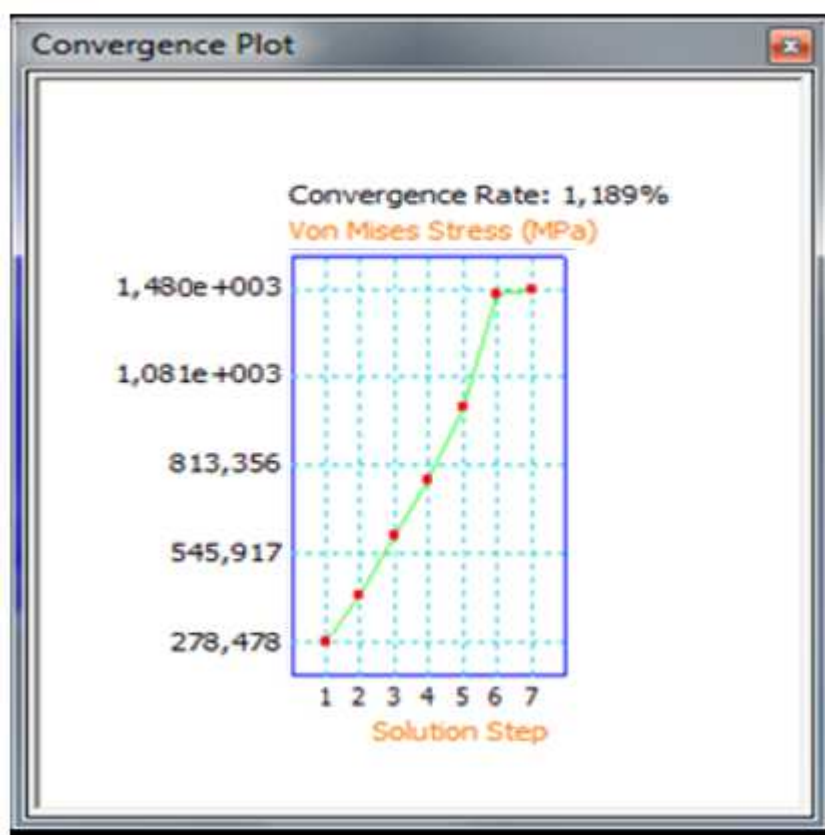 Convergence Plot
Convergence Rate: 1,189%
Von Mises Stress (MPa)
1,480e+003
1,081e+003
813,356
545,917
278,478
1 2 3 4 5 6 7
Solution Step